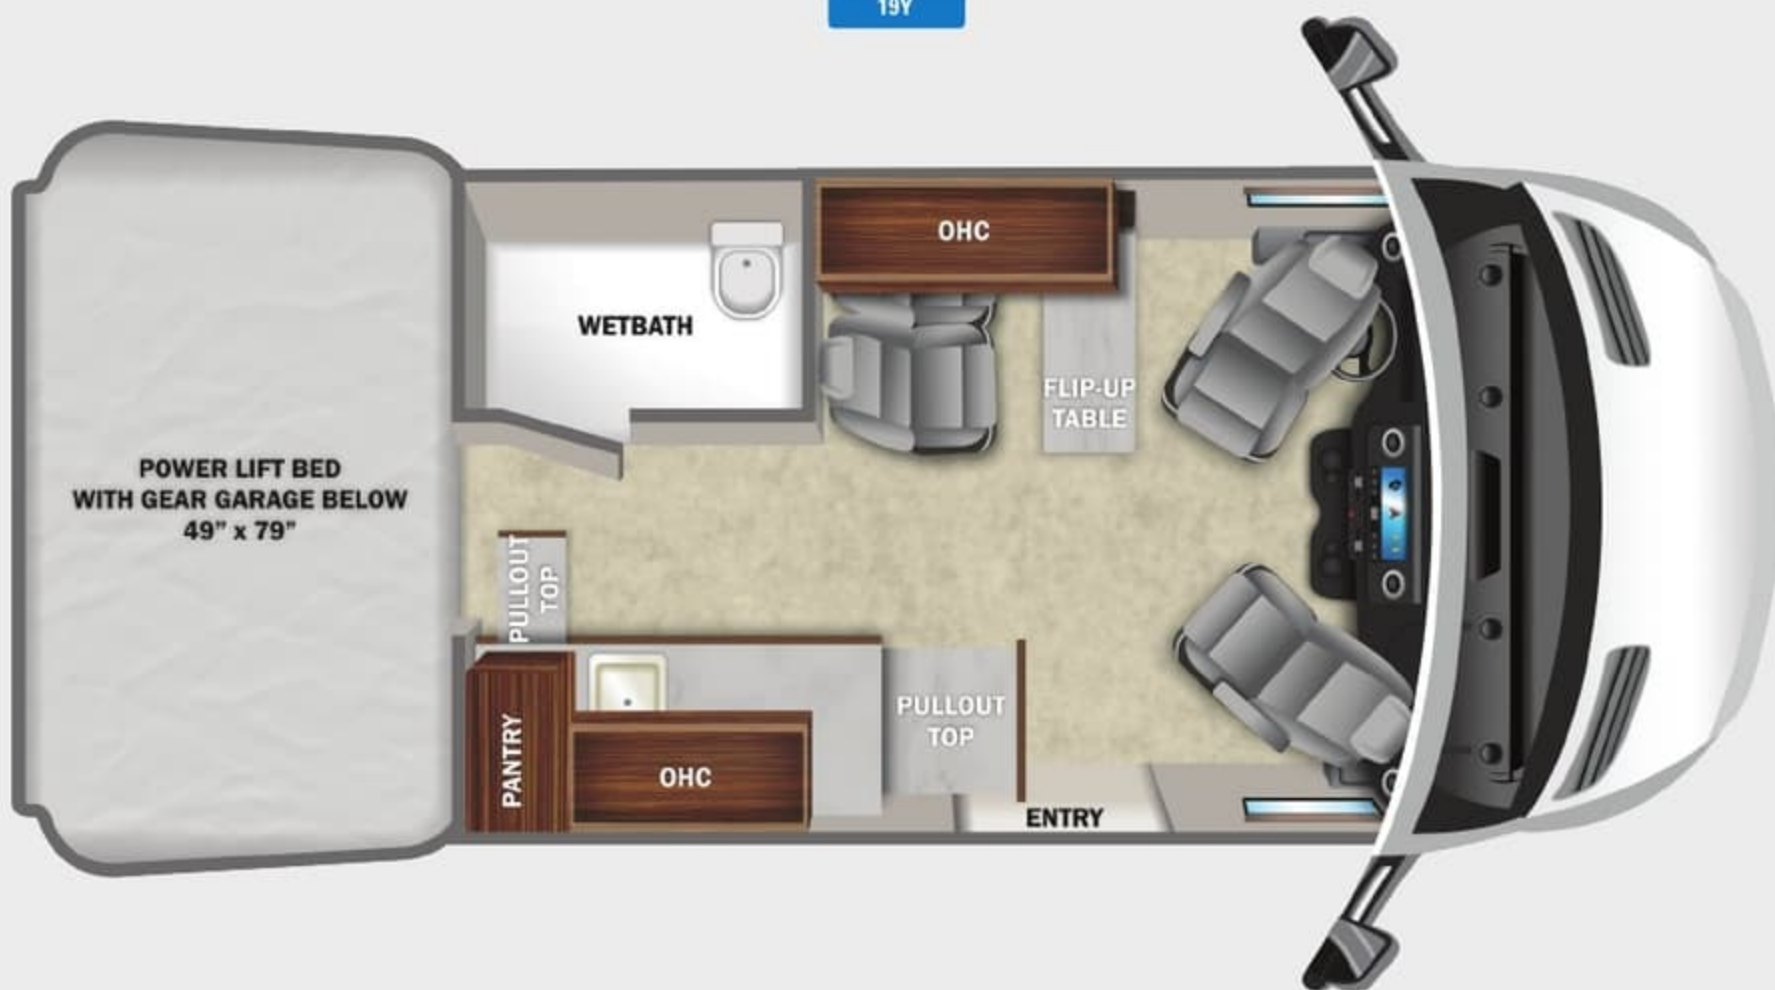 19Y
OHC
WETBATH
FLIP-UP
TABLE
POWER LIFT BED
WITH GEAR GARAGE BELOW
49” x 79”
PULLOUT
TOP
PANTRY
OHC
PULLOUT
TOP
ENTRY